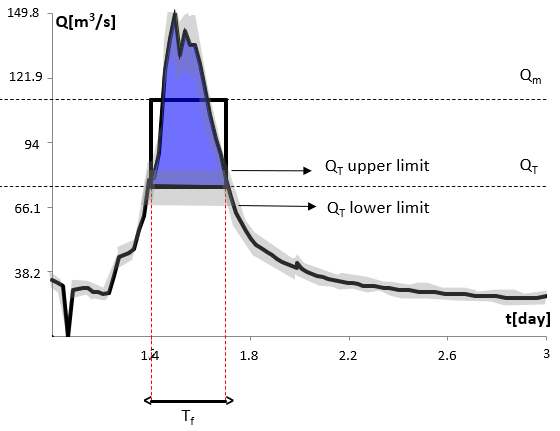 149.8
Q[m³/s]
121.9
Qm
94
QT upper limit
QT
66.1
QT lower limit
38.2
t[day]
1.4
1.8
2.2
2.6
3
Tf